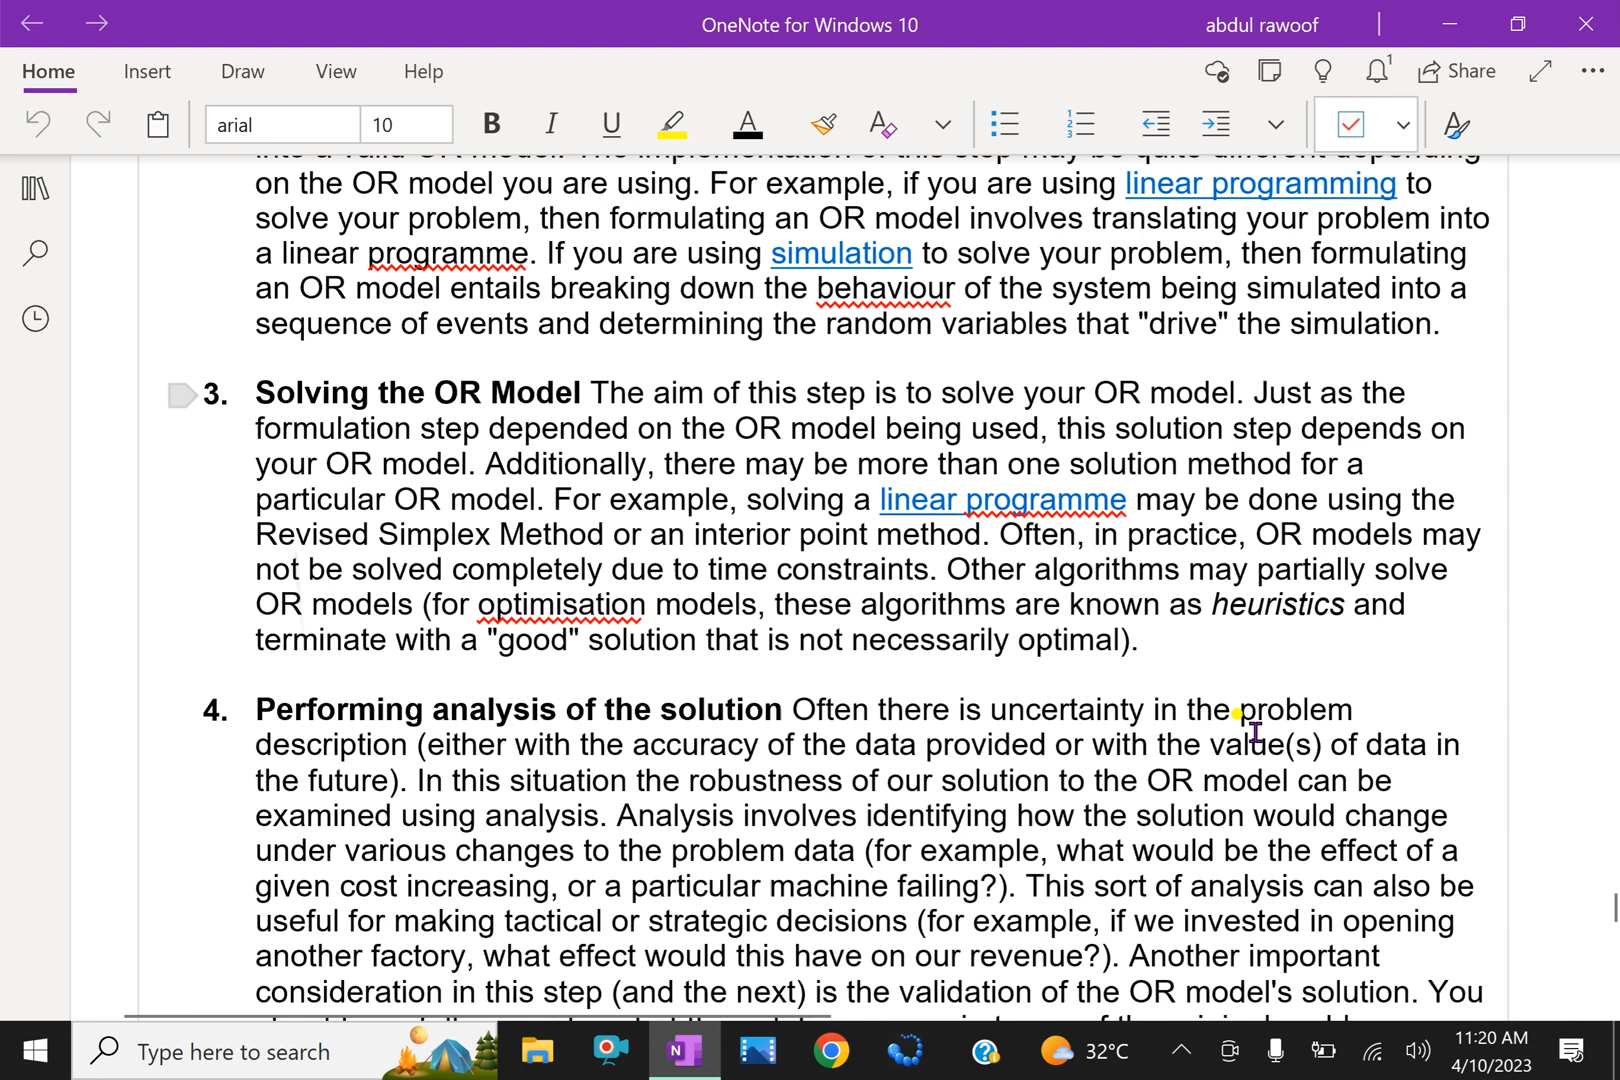 OneNote for Windows 10
abdul rawoof
Home Insert Draw View Help
1 Share
arial 10 B I U A A
into a valid OR model. The implementation of this step may be quite different depending
on the OR model you are using. For example, if you are using linear programming to
solve your problem, then formulating an OR model involves translating your problem into
a linear programme. If you are using simulation to solve your problem, then formulating
an OR model entails breaking down the behaviour of the system being simulated into a
sequence of events and determining the random variables that "drive" the simulation.
3. Solving the OR Model The aim of this step is to solve your OR model. Just as the
formulation step depended on the OR model being used, this solution step depends on
your OR model. Additionally, there may be more than one solution method for a
particular OR model. For example, solving a linear programme may be done using the
Revised Simplex Method or an interior point method. Often, in practice, OR models may
not be solved completely due to time constraints. Other algorithms may partially solve
OR models (for optimisation models, these algorithms are known as heuristics and
terminate with a "good" solution that is not necessarily optimal).
4. Performing analysis of the solution Often there is uncertainty in the problem
description (either with the accuracy of the data provided or with the value(s) of data in
the future). In this situation the robustness of our solution to the OR model can be
examined using analysis. Analysis involves identifying how the solution would change
under various changes to the problem data (for example, what would be the effect of a
given cost increasing, or a particular machine failing?). This sort of analysis can also be
useful for making tactical or strategic decisions (for example, if we invested in opening
another factory, what effect would this have on our revenue?). Another important
consideration in this step (and the next) is the validation of the OR model's solution. You
Type here to search
32°C
11:20 AM
4/10/2023